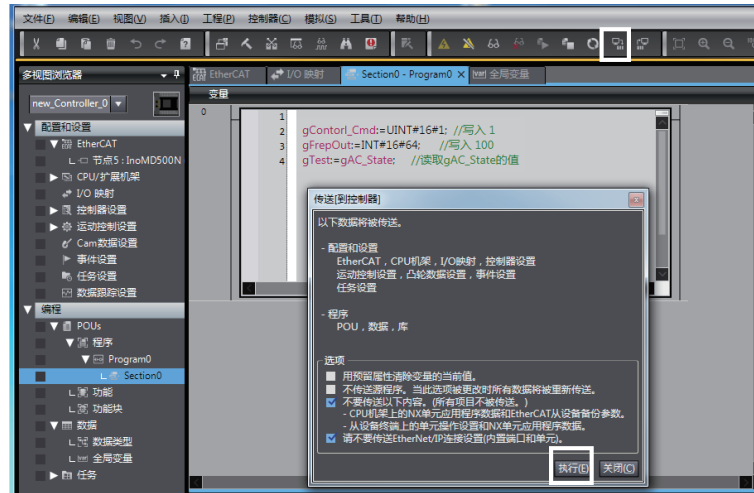 文件(F) 编辑(E) 视图(V) 插入(I) 工程(P) 控制器(C) 模拟(S) 工具(T) 帮助(H)
多视图浏览器
EtherCAT I/O 映射 Section0 - Program0 全局变量
变量
new_Controller_0
配置和设置
EtherCAT
节点5 : InoMD500N
CPU/扩展机架
I/O 映射
控制器设置
运动控制设置
Cam数据设置
事件设置
任务设置
数据跟踪设置
编程
POUs
程序
Program0
Section0
功能
功能块
数据
数据类型
全局变量
任务
0
1
2 gContorl_Cmd:=UINT#16#1; //写入 1
3 gFrepOut:=INT#16#64; //写入 100
4 gTest:=gAC_State; //读取gAC_State的值
传送[到控制器]
以下数据将被传送。
- 配置和设置
EtherCAT , CPU机架 , I/O映射 , 控制器设置
运动控制设置 , 凸轮数据设置 , 事件设置
任务设置
- 程序
POU , 数据 , 库
选项
用预留属性清除变量的当前值。
不传送源程序。当此选项被更改时所有数据将被重新传送。
不要传送以下内容。(所有项目不被传送。)
- CPU机架上的NX单元应用程序数据和EtherCAT从设备备份参数。
- 从设备终端上的单元操作设置和NX单元应用程序数据。
请不要传送EtherNet/IP连接设置(内置端口和单元)。
执行(E) 关闭(C)